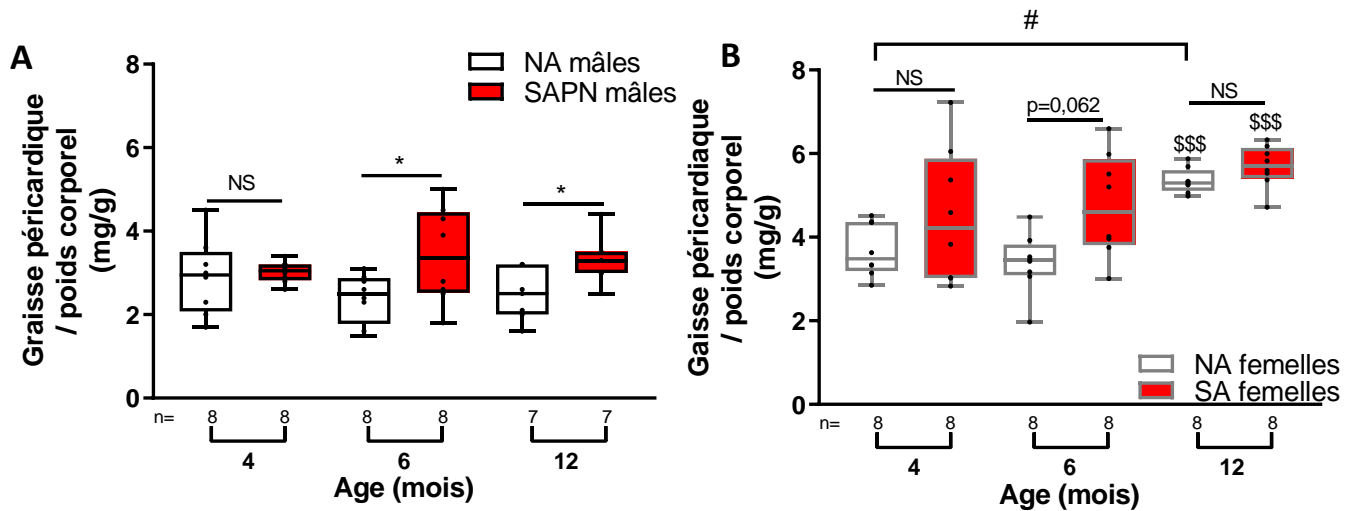 A
Graisse péricardique
/ poids corporel
(mg/g)
8
6
4
2
0
NA mâles
SAPN mâles
NS
*
*
n= 8 8 8 8 7 7
4 6 12
Age (mois)
B
Gaisse péricardiaque
/ poids corporel
(mg/g)
8
6
4
2
0
#
NS
p=0,062
NS
$$$
$$$
NA femelles
SA femelles
n= 8 8 8 8 8 8
4 6 12
Age (mois)